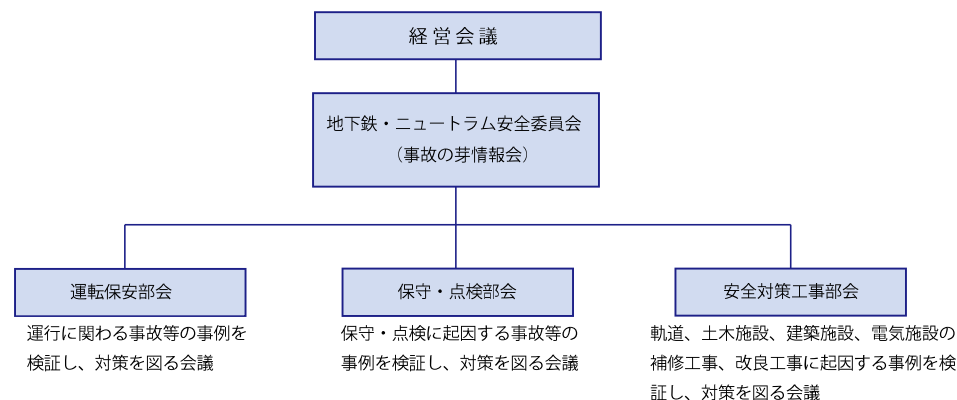 経営会議
地下鉄・ニュートラム安全委員会
（事故の芽情報会）
運転保安部会
運行に関わる事故等の事例を
検証し、対策を図る会議
保守・点検部会
保守・点検に起因する事故等の
事例を検証し、対策を図る会議
安全対策工事部会
軌道、土木施設、建築施設、電気施設の
補修工事、改良工事に起因する事例を検
証し、対策を図る会議